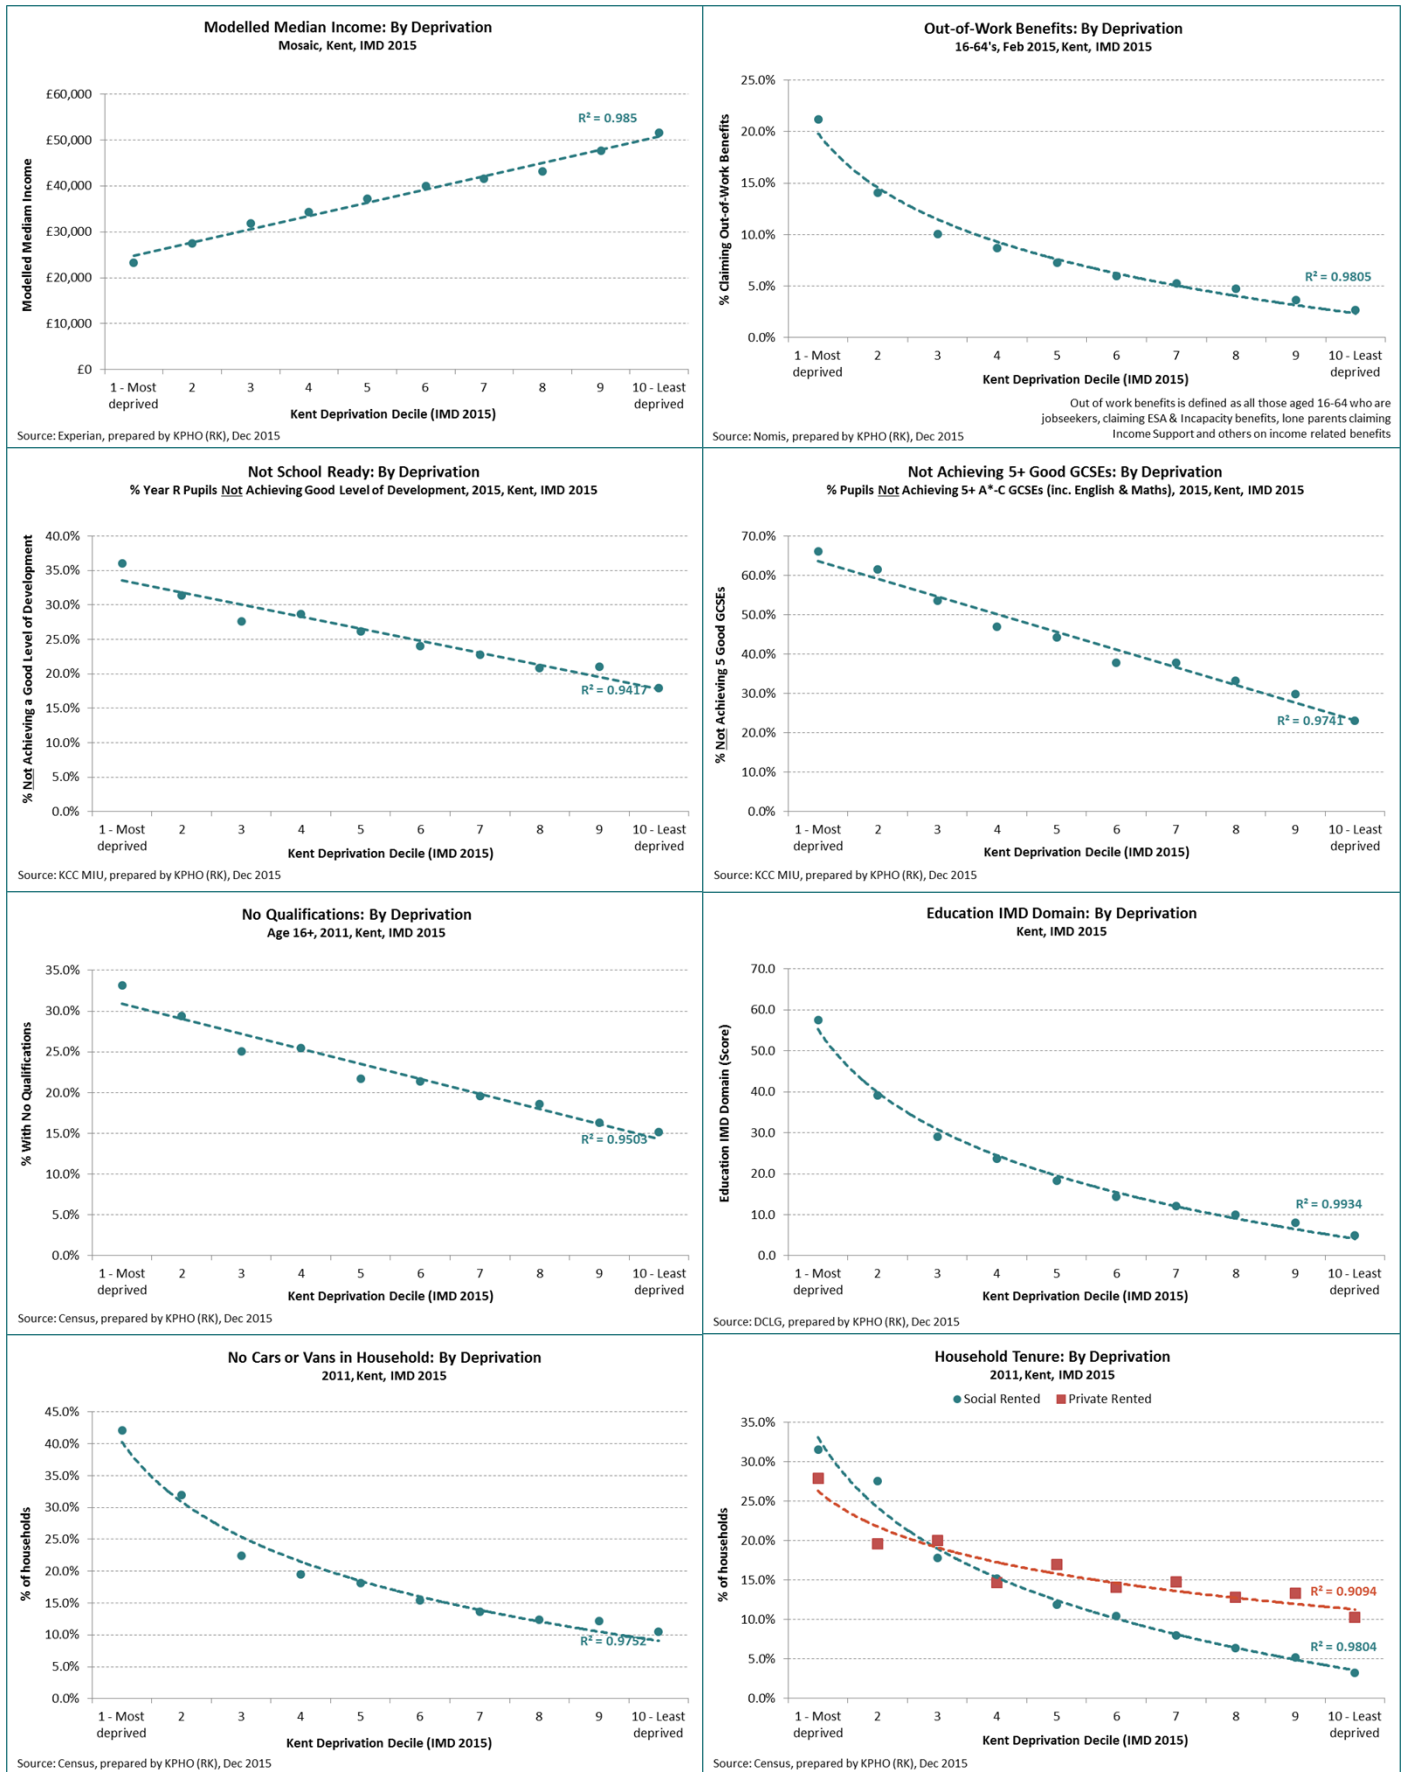 Modelled Median Income: By Deprivation
Mosaic, Kent, IMD 2015
Modelled Mediam Income
£60,000
£50,000
£40,000
£30,000
£20,000
£10,000
£0
R² = 0.985
1 - Most deprived
2
3
4
5
6
7
8
9
10 - Least deprived
Kent Deprivation Decile (IMD 2015)
Source: Experian, prepared by KPHO (RK), Dec 2015
Out-of-Work Benefits: By Deprivation
16-64's, Feb 2015, Kent, IMD 2015
% Claiming Out-of-Work Benefits
25.0%
20.0%
15.0%
10.0%
5.0%
0.0%
R² = 0.9805
1 - Most deprived
2
3
4
5
6
7
8
9
10 - Least deprived
Kent Deprivation Decile (IMD 2015)
Out of work benefits is defined as all those aged 16-64 who are
jobseekers, claiming ESA & Incapacity benefits, lone parents claiming
Income Support and others on income related benefits
Source: Nomis, prepared by KPHO (RK), Dec 2015
Not School Ready: By Deprivation
% Year R Pupils Not Achieving Good Level of Development, 2015, Kent, IMD 2015
% Not Achieving a Good Level of Development
40.0%
35.0%
30.0%
25.0%
20.0%
15.0%
10.0%
5.0%
0.0%
R² = 0.9417
1 - Most deprived
2
3
4
5
6
7
8
9
10 - Least deprived
Kent Deprivation Decile (IMD 2015)
Source: KCC MIU, prepared by KPHO (RK), Dec 2015
Not Achieving 5+ Good GCSEs: By Deprivation
% Pupils Not Achieving 5+ A*-C GCSEs (inc. English & Maths), 2015, Kent, IMD 2015
% Not Achieving 5 Good GCSEs
70.0%
60.0%
50.0%
40.0%
30.0%
20.0%
10.0%
0.0%
R² = 0.9741
1 - Most deprived
2
3
4
5
6
7
8
9
10 - Least deprived
Kent Deprivation Decile (IMD 2015)
Source: KCC MIU, prepared by KPHO (RK), Dec 2015
No Qualifications: By Deprivation
Age 16+, 2011, Kent, IMD 2015
% With No Qualifications
35.0%
30.0%
25.0%
20.0%
15.0%
10.0%
5.0%
0.0%
R² = 0.9503
1 - Most deprived
2
3
4
5
6
7
8
9
10 - Least deprived
Kent Deprivation Decile (IMD 2015)
Source: Census, prepared by KPHO (RK), Dec 2015
Education IMD Domain: By Deprivation
Kent, IMD 2015
Education IMD Domain (Score)
70.0
60.0
50.0
40.0
30.0
20.0
10.0
0.0
R² = 0.9934
1 - Most deprived
2
3
4
5
6
7
8
9
10 - Least deprived
Kent Deprivation Decile (IMD 2015)
Source: DCLG, prepared by KPHO (RK), Dec 2015
No Cars or Vans in Household: By Deprivation
2011, Kent, IMD 2015
% of households
45.0%
40.0%
35.0%
30.0%
25.0%
20.0%
15.0%
10.0%
5.0%
0.0%
R² = 0.9752
1 - Most deprived
2
3
4
5
6
7
8
9
10 - Least deprived
Kent Deprivation Decile (IMD 2015)
Source: Census, prepared by KPHO (RK), Dec 2015
Household Tenure: By Deprivation
2011, Kent, IMD 2015
Social Rented Private Rented
% of households
35.0%
30.0%
25.0%
20.0%
15.0%
10.0%
5.0%
0.0%
R² = 0.9094
R² = 0.9804
1 - Most deprived
2
3
4
5
6
7
8
9
10 - Least deprived
Kent Deprivation Decile (IMD 2015)
Source: Census, prepared by KPHO (RK), Dec 2015